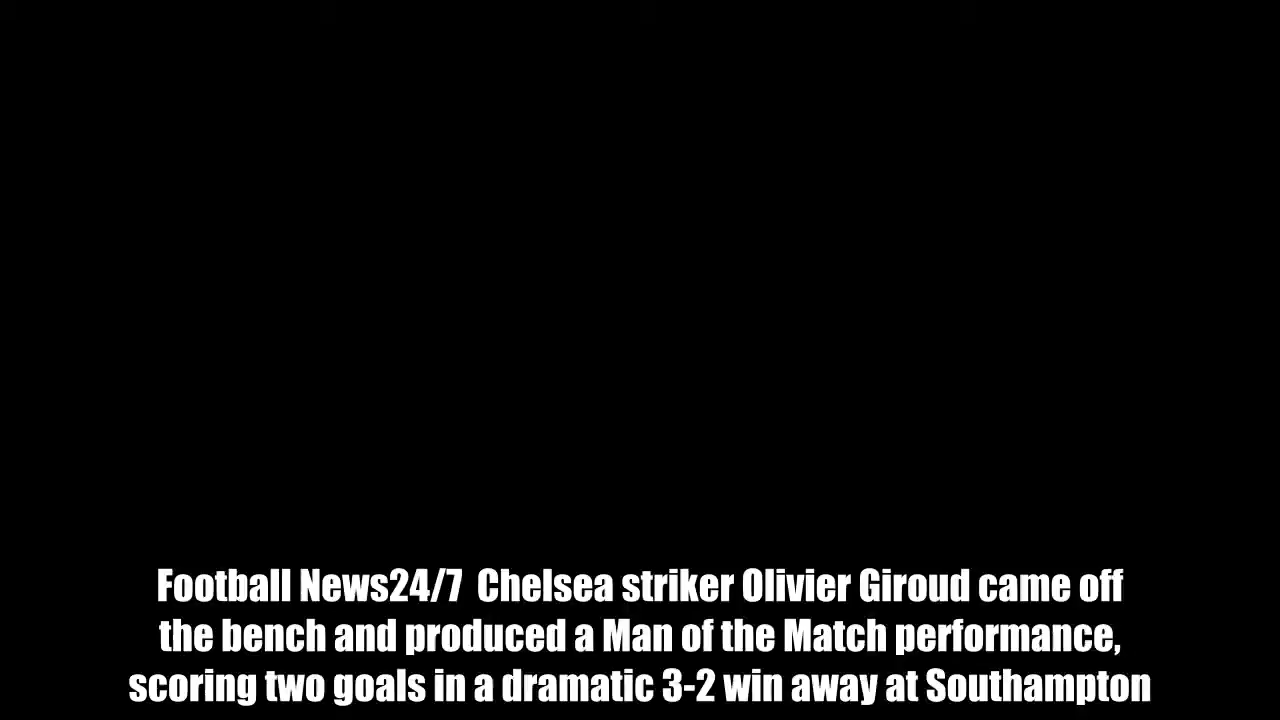 Football News24/7  Chelsea striker Olivier Giroud came off
the bench and produced a Man of the Match performance,
scoring two goals in a dramatic 3-2 win away at Southampton